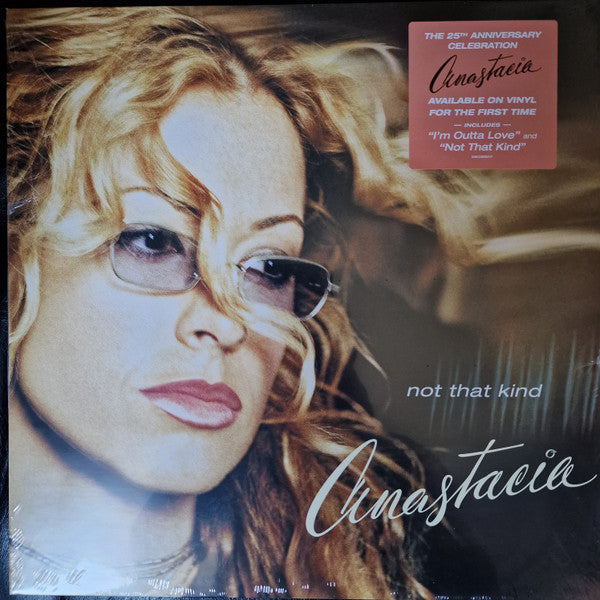 THE 25TH ANNIVERSARY
CELEBRATION
Anastacia
AVAILABLE ON VINYL
FOR THE FIRST TIME
— INCLUDES —
“I'm Outta Love” and
“Not That Kind”
not that kind
Anastacia